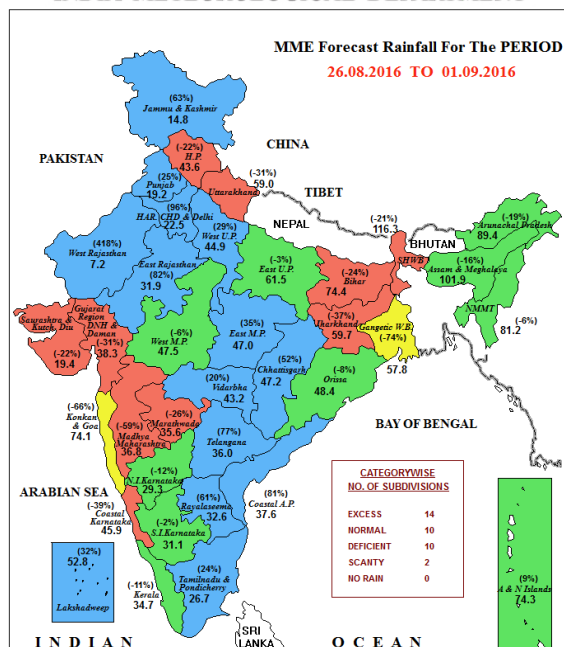 MME Forecast Rainfall For The PERIOD
26.08.2016 TO 01.09.2016
(63%)
Jammu & Kashmir
14.8
CHINA
(-22%)
H.P.
43.6
PAKISTAN
(25%)
Punjab
19.2
Uttarakhand
(-31%)
59.0
TIBET
(96%)
HAR. CHD & Delhi
22.5
(29%)
West U.P.
44.9
NEPAL
(-21%)
116.3
BHUTAN
(-19%)
Arunachal Pradesh
89.4
(418%)
West Rajasthan
7.2
East Rajasthan
(82%)
31.9
(-3%)
East U.P.
61.5
(-24%)
Bihar
74.4
SHWB
(-16%)
Assam & Meghalaya
101.9
NMMT
(-6%)
81.2
Saurashtra &
Kutch, Diu
(-22%)
19.4
Gujarat
Region
DNH &
Daman
(-31%)
38.3
(-6%)
West M.P.
47.5
(35%)
East M.P.
47.0
(-37%)
Jharkhand
59.7
Gangetic W.B.
(-74%)
57.8
(52%)
Chhattisgarh
47.2
(20%)
Vidarbha
43.2
(-8%)
Orissa
48.4
(-66%)
Konkan
& Goa
74.1
(-59%)
Madhya
Maharashtra
36.8
(-26%)
Marathwada
35.6
(77%)
Telangana
36.0
BAY OF BENGAL
(-12%)
N.I.Karnataka
29.3
ARABIAN SEA
(-39%)
Coastal
Karnataka
45.9
(61%)
Rayalaseema
32.6
(81%)
Coastal A.P.
37.6
(-2%)
S.I.Karnataka
31.1
(32%)
52.8
Lakshadweep
(-11%)
Kerala
34.7
(24%)
Tamilnadu &
Pondicherry
26.7
CATEGORYWISE
NO. OF SUBDIVISIONS
EXCESS 14
NORMAL 10
DEFICIENT 10
SCANTY 2
NO RAIN 0
(9%)
A & N Islands
74.3
SRI
LANKA
INDIAN OCEAN